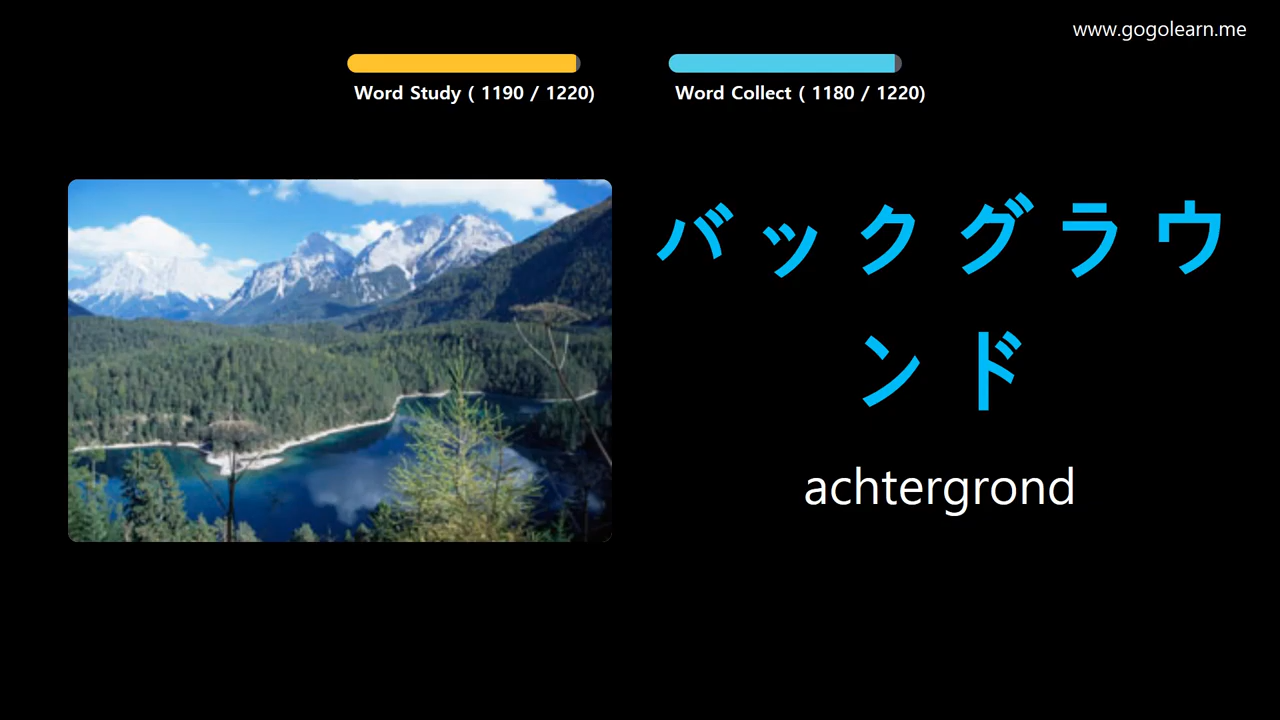 www.gogolearn.me
Word Study ( 1190 / 1220)
Word Collect ( 1180 / 1220)
バックグラウ
ンド
achtergrond